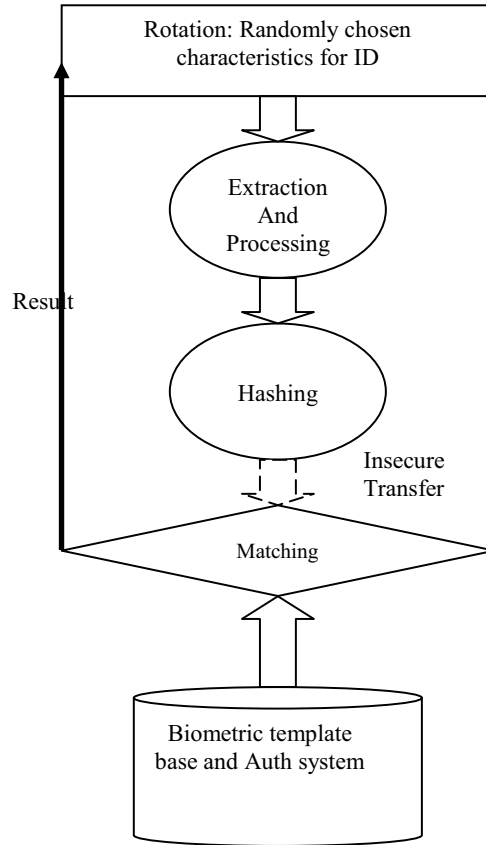 Rotation: Randomly chosen
characteristics for ID
Extraction
And
Processing
Result
Hashing
Insecure
Transfer
Matching
Biometric template
base and Auth system